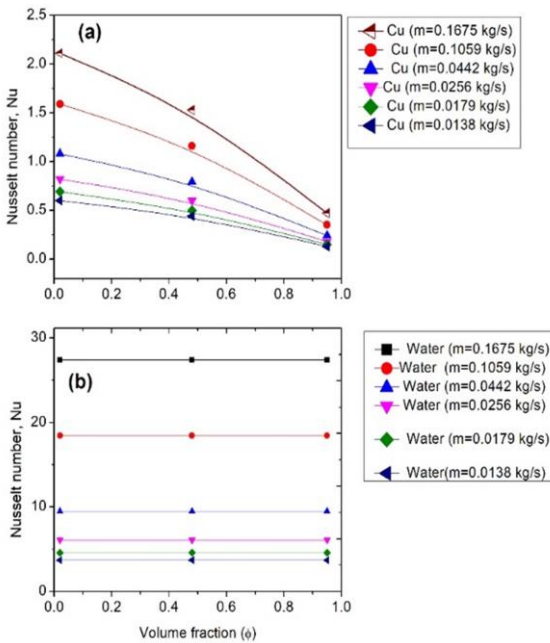 (a)
Nusselt number, Nu
2.5
2.0
1.5
1.0
0.5
0.0
0.0 0.2 0.4 0.6 0.8 1.0
Cu (m=0.1675 kg/s)
Cu (m=0.1059 kg/s)
Cu (m=0.0442 kg/s)
Cu (m=0.0256 kg/s)
Cu (m=0.0179 kg/s)
Cu (m=0.0138 kg/s)
(b)
Nusselt number, Nu
30
20
10
0
0.0 0.2 0.4 0.6 0.8 1.0
Volume fraction (ϕ)
Water (m=0.1675 kg/s)
Water (m=0.1059 kg/s)
Water (m=0.0442 kg/s)
Water (m=0.0256 kg/s)
Water (m=0.0179 kg/s)
Water(m=0.0138 kg/s)